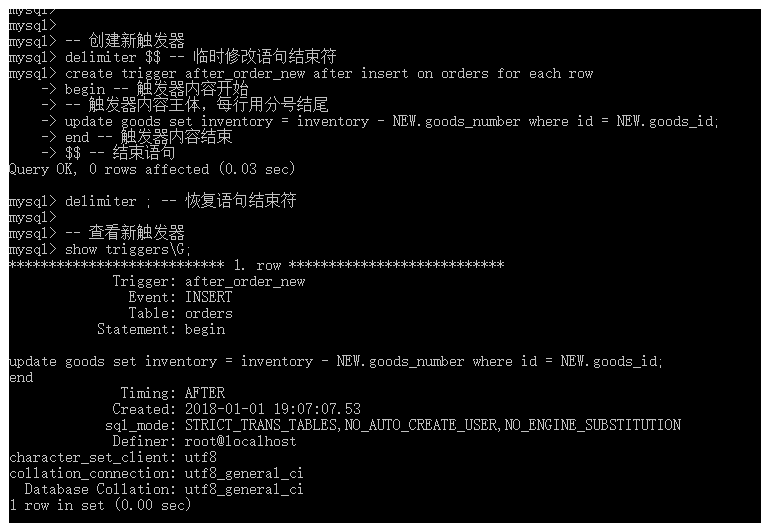 mysql>
mysql>
mysql> -- 创建新触发器
mysql> delimiter $$ -- 临时修改语句结束符
mysql> create trigger after_order_new after insert on orders for each row
    -> begin -- 触发器内容开始
    -> -- 触发器内容主体，每行用分号结尾
    -> update goods set inventory = inventory - NEW.goods_number where id = NEW.goods_id;
    -> end -- 触发器内容结束
    -> $$ -- 结束语句
Query OK, 0 rows affected (0.03 sec)

mysql> delimiter ; -- 恢复语句结束符
mysql>
mysql> -- 查看新触发器
mysql> show triggers\G;
*************************** 1. row ***************************
             Trigger: after_order_new
               Event: INSERT
               Table: orders
           Statement: begin

update goods set inventory = inventory - NEW.goods_number where id = NEW.goods_id;
end
              Timing: AFTER
             Created: 2018-01-01 19:07:07.53
            sql_mode: STRICT_TRANS_TABLES,NO_AUTO_CREATE_USER,NO_ENGINE_SUBSTITUTION
             Definer: root@localhost
character_set_client: utf8
collation_connection: utf8_general_ci
  Database Collation: utf8_general_ci
1 row in set (0.00 sec)